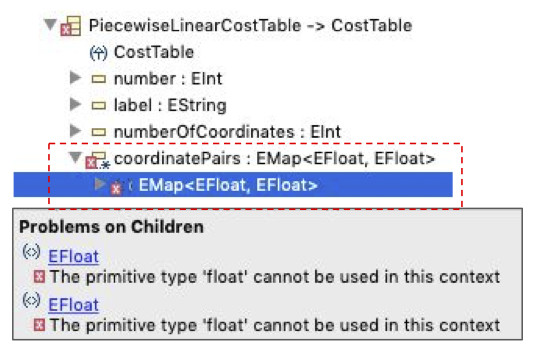 PiecewiseLinearCostTable -> CostTable
CostTable
number : EInt
label : EString
numberOfCoordinates : EInt
coordinatePairs : EMap<EFloat, EFloat>
EMap<EFloat, EFloat>
Problems on Children
EFloat
The primitive type 'float' cannot be used in this context
EFloat
The primitive type 'float' cannot be used in this context